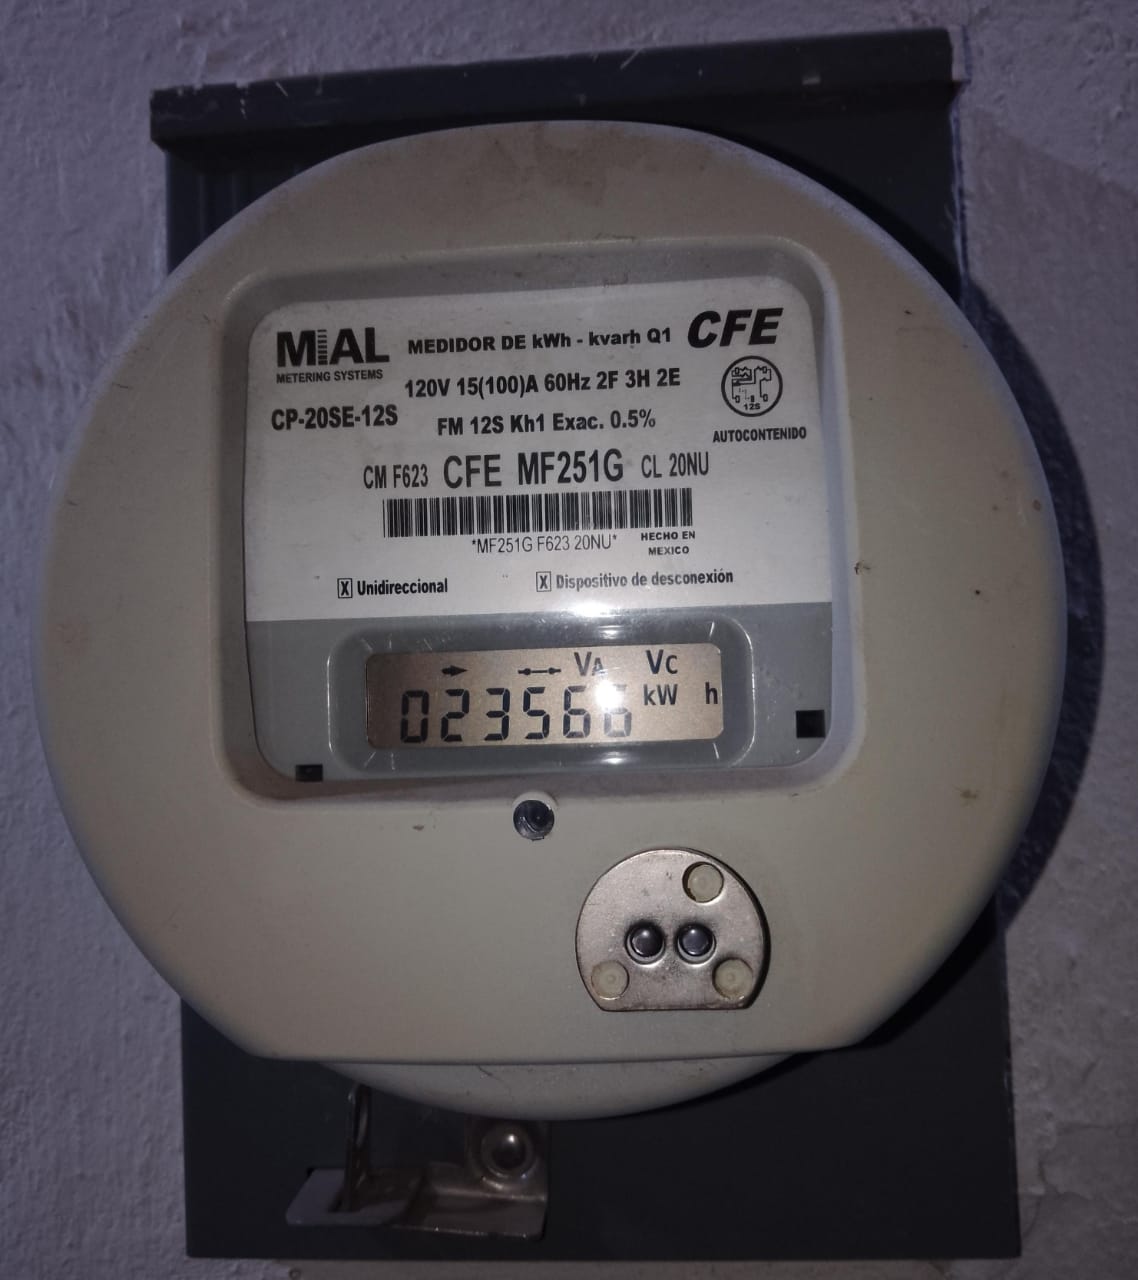 MIAL
METERING SYSTEMS
MEDIDOR DE kWh - kvarh Q1
CFE
120V 15(100)A 60Hz 2F 3H 2E
CP-20SE-12S
FM 12S Kh1 Exac. 0.5%
12S
AUTOCONTENIDO
CM F623 CFE MF251G CL 20NU
*MF251G F623 20NU*
HECHO EN
MEXICO
X Unidireccional
X Dispositivo de desconexión
VA VC
023566 kW h